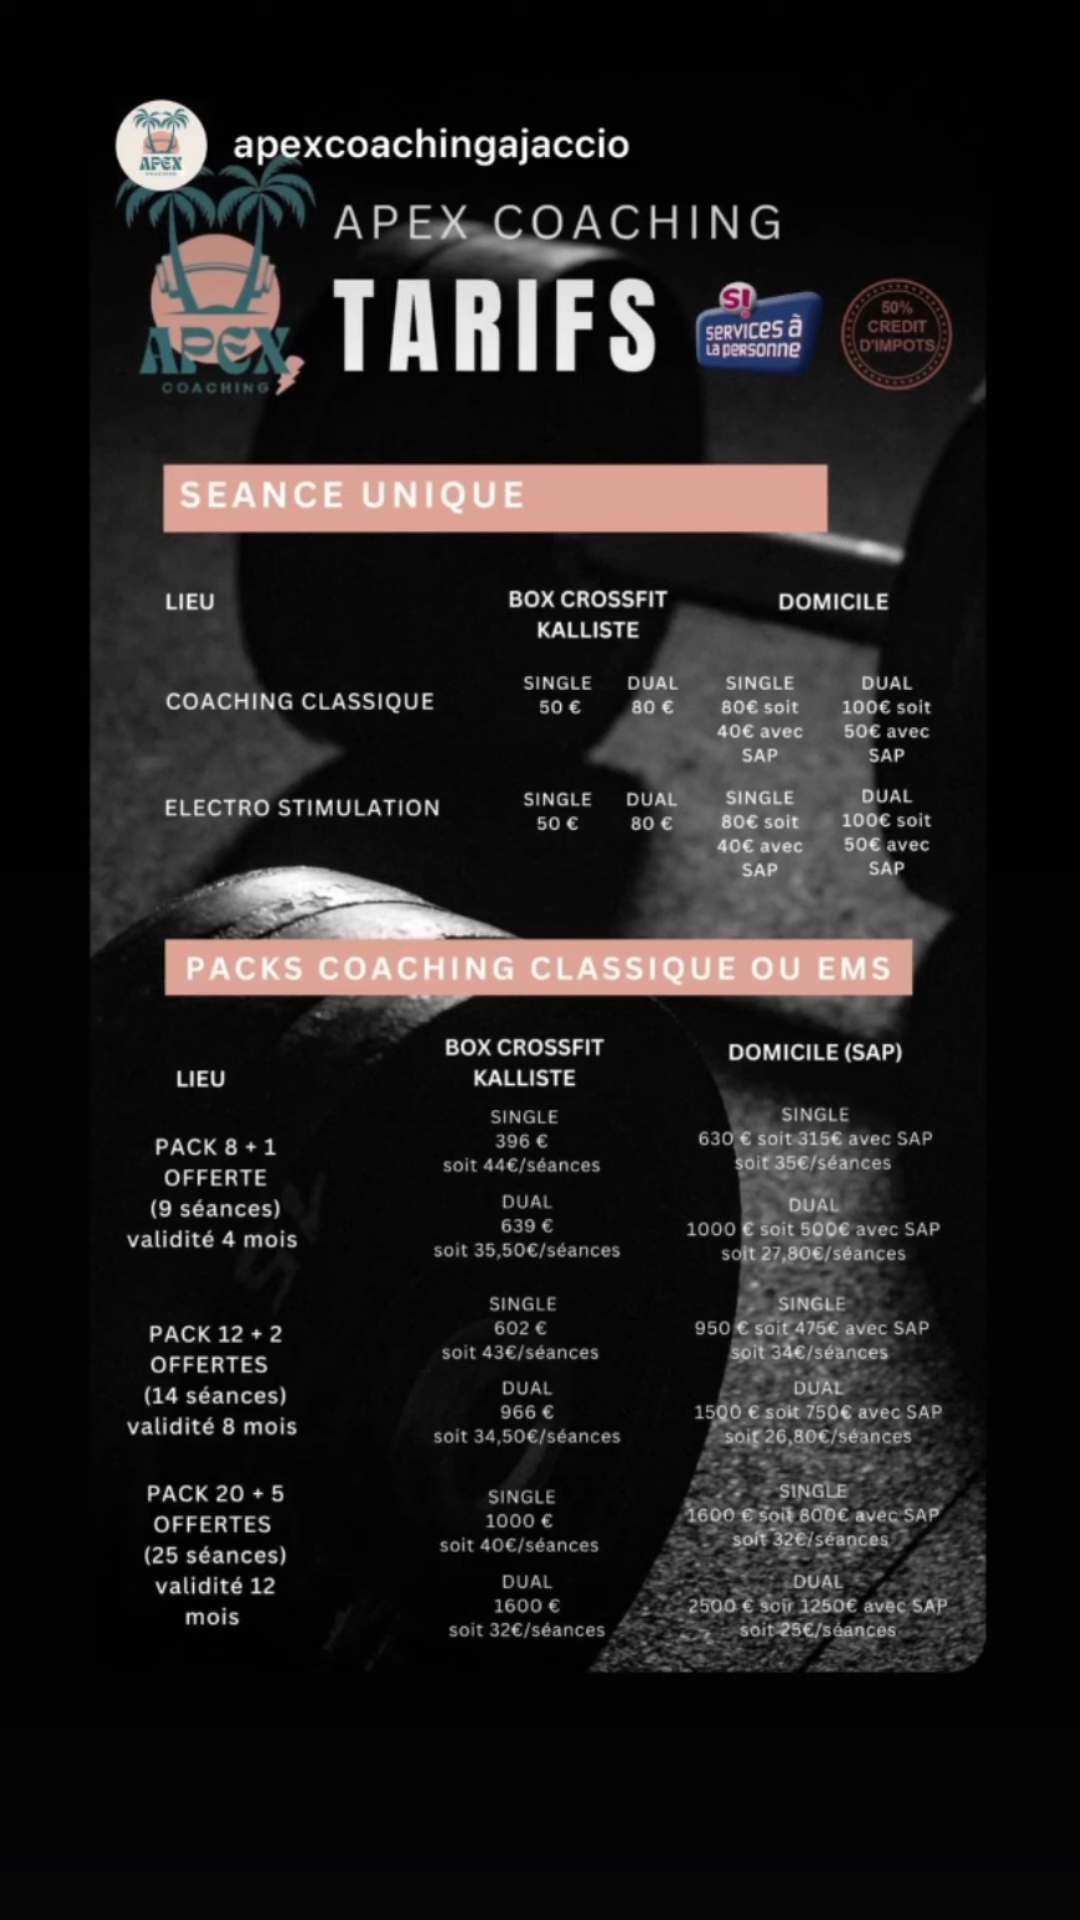 apexcoachingajaccio
APEX
COACHING
APEX COACHING
TARIFS
S!
services à
la personne
50%
CREDIT
D'IMPOTS
APEX
COACHING
SEANCE UNIQUE
LIEU
BOX CROSSFIT
KALLISTE
DOMICILE
COACHING CLASSIQUE
SINGLE
50 €
DUAL
80 €
SINGLE
80€ soit
40€ avec
SAP
DUAL
100€ soit
50€ avec
SAP
ELECTRO STIMULATION
SINGLE
50 €
DUAL
80 €
SINGLE
80€ soit
40€ avec
SAP
DUAL
100€ soit
50€ avec
SAP
PACKS COACHING CLASSIQUE OU EMS
LIEU
BOX CROSSFIT
KALLISTE
DOMICILE (SAP)
PACK 8 + 1
OFFERTE
(9 séances)
validité 4 mois
SINGLE
396 €
soit 44€/séances
DUAL
639 €
soit 35,50€/séances
SINGLE
630 € soit 315€ avec SAP
soit 35€/séances
DUAL
1000 € soit 500€ avec SAP
soit 27,80€/séances
PACK 12 + 2
OFFERTES
(14 séances)
validité 8 mois
SINGLE
602 €
soit 43€/séances
DUAL
966 €
soit 34,50€/séances
SINGLE
950 € soit 475€ avec SAP
soit 34€/séances
DUAL
1500 € soit 750€ avec SAP
soit 26,80€/séances
PACK 20 + 5
OFFERTES
(25 séances)
validité 12
mois
SINGLE
1000 €
soit 40€/séances
DUAL
1600 €
soit 32€/séances
SINGLE
1600 € soit 800€ avec SAP
soit 32€/séances
DUAL
2500 € soir 1250€ avec SAP
soit 25€/séances